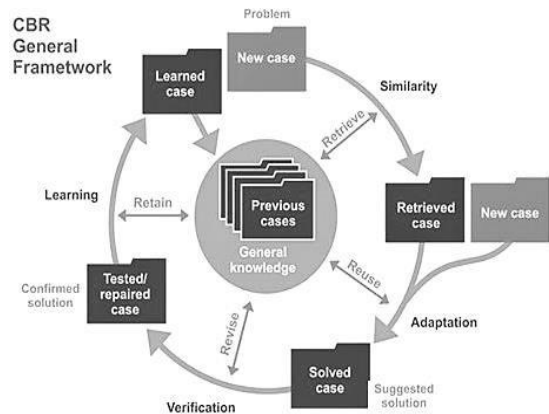 CBR
General
Frametwork
Problem
New case
Learned
case
Similarity
Retrieve
Previous
cases
General
knowledge
Retrieved
case
New case
Learning
Retain
Reuse
Confirmed
solution
Tested/
repaired
case
Adaptation
Revise
Solved
case
Suggested
solution
Verification